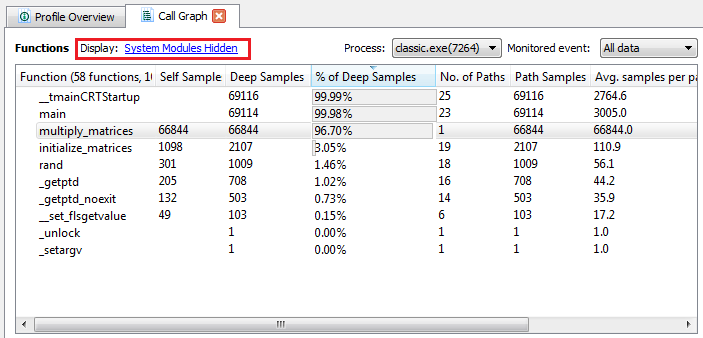 Profile Overview Call Graph
Functions Display: System Modules Hidden Process: classic.exe(7264) Monitored event: All data
Function (58 functions, 10 Self Sample Deep Samples % of Deep Samples No. of Paths Path Samples Avg. samples per pa
__tmainCRTStartup 69116 99.99% 25 69116 2764.6
main 69114 99.98% 23 69114 3005.0
multiply_matrices 66844 66844 96.70% 1 66844 66844.0
initialize_matrices 1098 2107 3.05% 19 2107 110.9
rand 301 1009 1.46% 18 1009 56.1
_getptd 205 708 1.02% 16 708 44.2
_getptd_noexit 132 503 0.73% 14 503 35.9
__set_flsgetvalue 49 103 0.15% 6 103 17.2
_unlock 1 0.00% 1 1 1.0
_setargv 1 0.00% 1 1 1.0